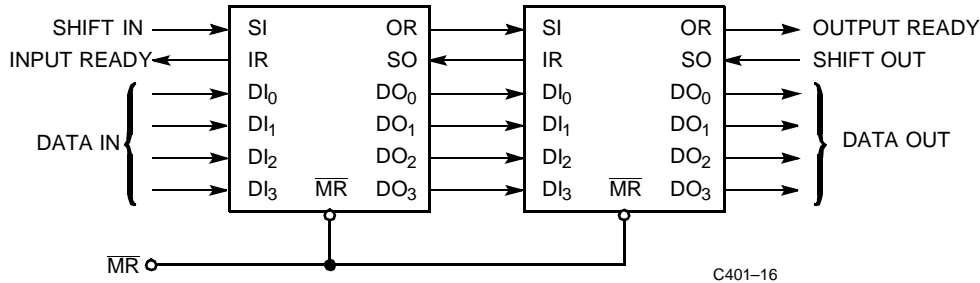 SHIFT IN SI OR SI OR OUTPUT READY
INPUT READY IR SO IR SO SHIFT OUT
DI0 DO0 DI0 DO0
DI1 DO1 DI1 DO1
DATA IN DATA OUT
DI2 DO2 DI2 DO2
DI3 MR DO3 DI3 MR DO3
MR
C401–16